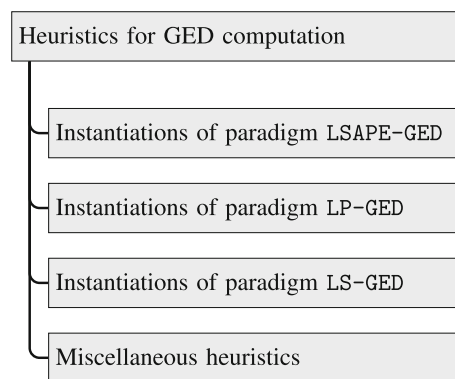 Heuristics for GED computation
Instantiations of paradigm LSAPE-GED
Instantiations of paradigm LP-GED
Instantiations of paradigm LS-GED
Miscellaneous heuristics